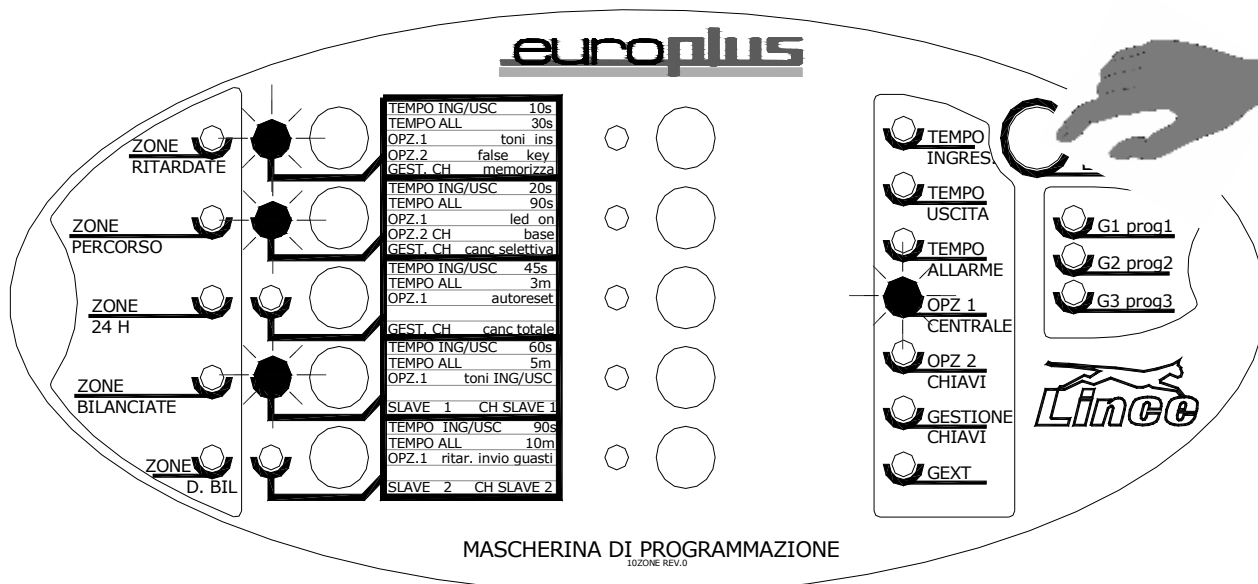 europlus
ZONE
RITARDATE
ZONE
PERCORSO
ZONE
24 H
ZONE
BILANCIATE
ZONE
D. BIL
TEMPO ING/USC 10s
TEMPO ALL 30s
OPZ.1 toni ins
OPZ.2 false key
GEST. CH memorizza
TEMPO ING/USC 20s
TEMPO ALL 90s
OPZ.1 led on
OPZ.2 CH base
GEST. CH canc selettiva
TEMPO ING/USC 45s
TEMPO ALL 3m
OPZ.1 autoreset
GEST. CH canc totale
TEMPO ING/USC 60s
TEMPO ALL 5m
OPZ.1 toni ING/USC
SLAVE 1 CH SLAVE 1
TEMPO ING/USC 90s
TEMPO ALL 10m
OPZ.1 ritar. invio guasti
SLAVE 2 CH SLAVE 2
TEMPO
INGRES.
TEMPO
USCITA
TEMPO
ALLARME
OPZ 1
CENTRALE
OPZ 2
CHIAVI
GESTIONE
CHIAVI
GEXT
G1 prog1
G2 prog2
G3 prog3
Lince
MASCHERINA DI PROGRAMMAZIONE
10ZONE REV.0